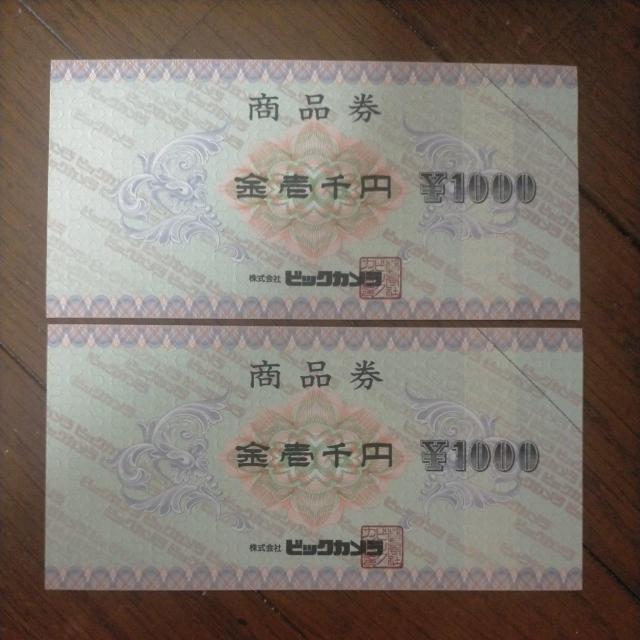 商品券
金壱千円 ¥1000
株式会社 ビックカメラ
商品券
金壱千円 ¥1000
株式会社 ビックカメラ